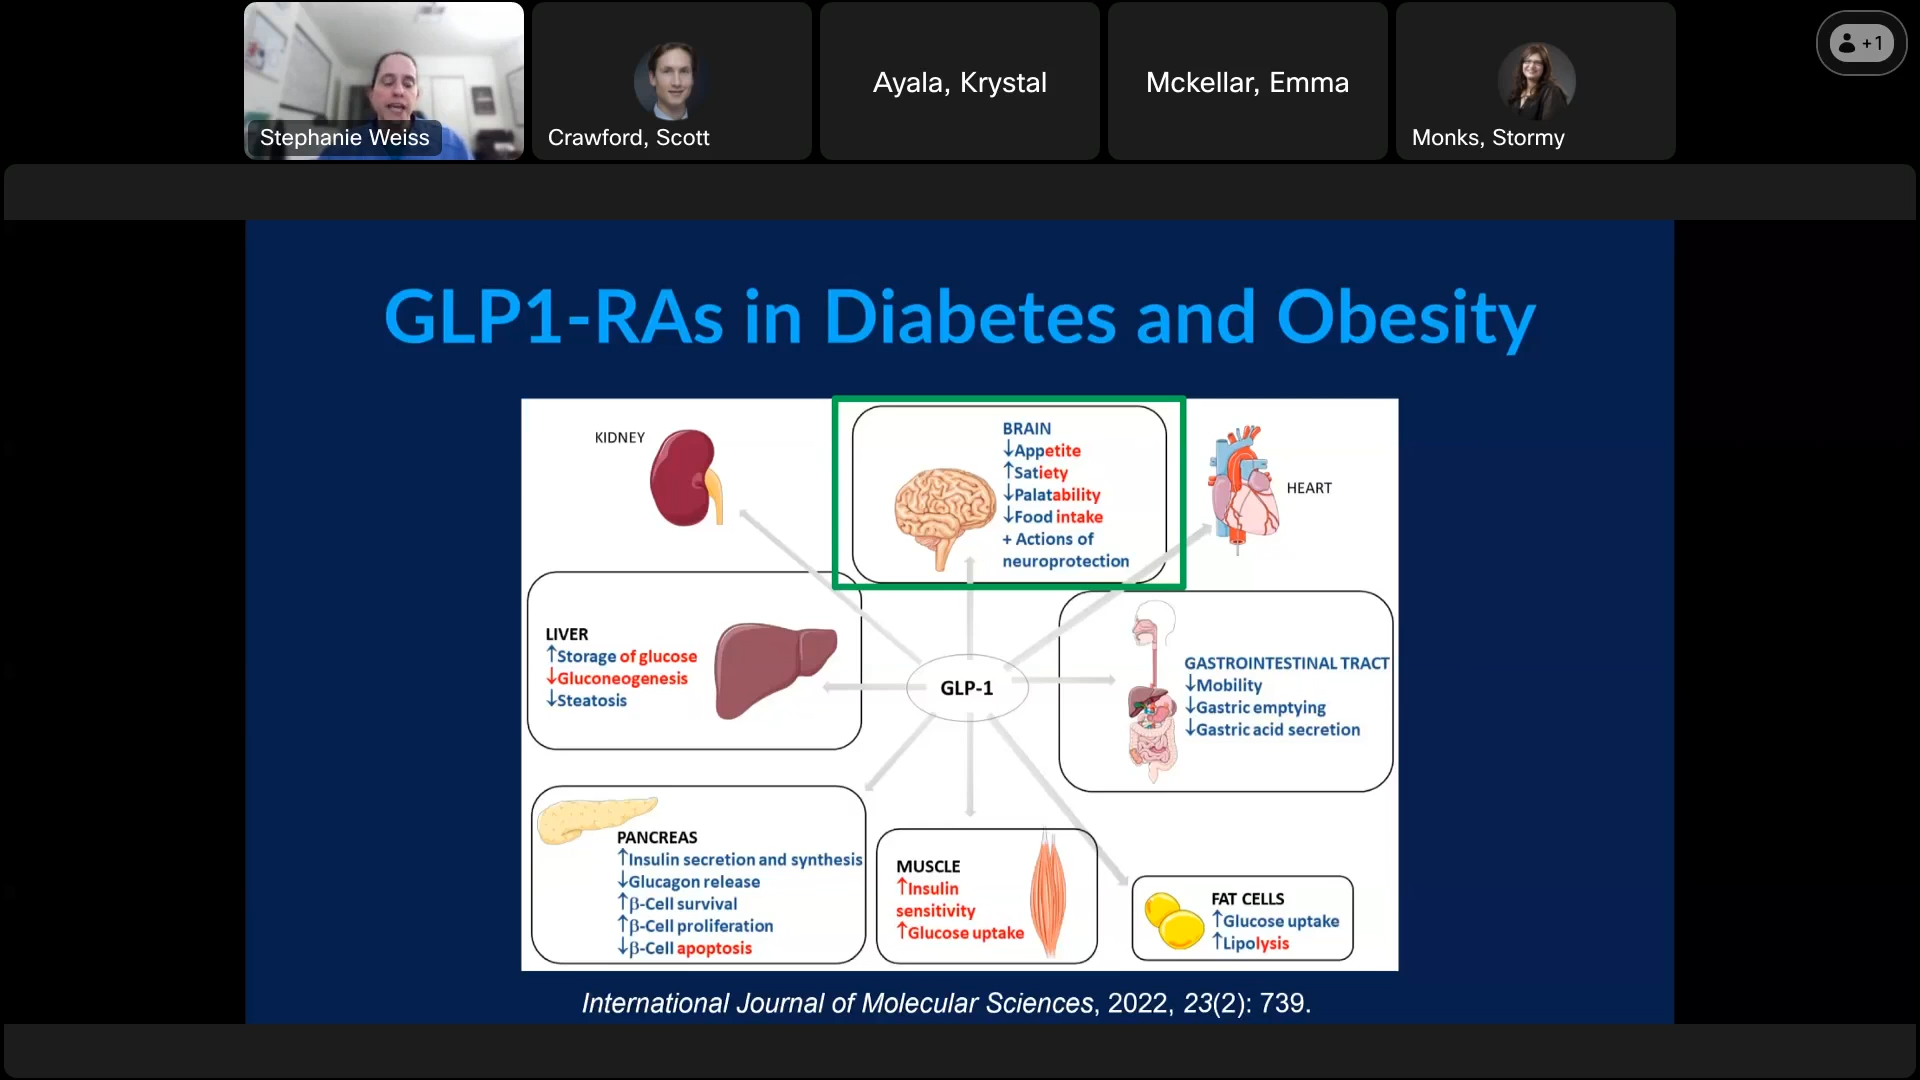 Stephanie Weiss
Crawford, Scott
Ayala, Krystal
Mckellar, Emma
Monks, Stormy
+1
GLP1-RAs in Diabetes and Obesity
KIDNEY
BRAIN
↓Appetite
↑Satiety
↓Palatability
↓Food intake
+ Actions of
neuroprotection
HEART
LIVER
↑Storage of glucose
↓Gluconeogenesis
↓Steatosis
GLP-1
GASTROINTESTINAL TRACT
↓Mobility
↓Gastric emptying
↓Gastric acid secretion
PANCREAS
↑Insulin secretion and synthesis
↓Glucagon release
↑β-Cell survival
↑β-Cell proliferation
↓β-Cell apoptosis
MUSCLE
↑Insulin
sensitivity
↑Glucose uptake
FAT CELLS
↑Glucose uptake
↑Lipolysis
International Journal of Molecular Sciences, 2022, 23(2): 739.